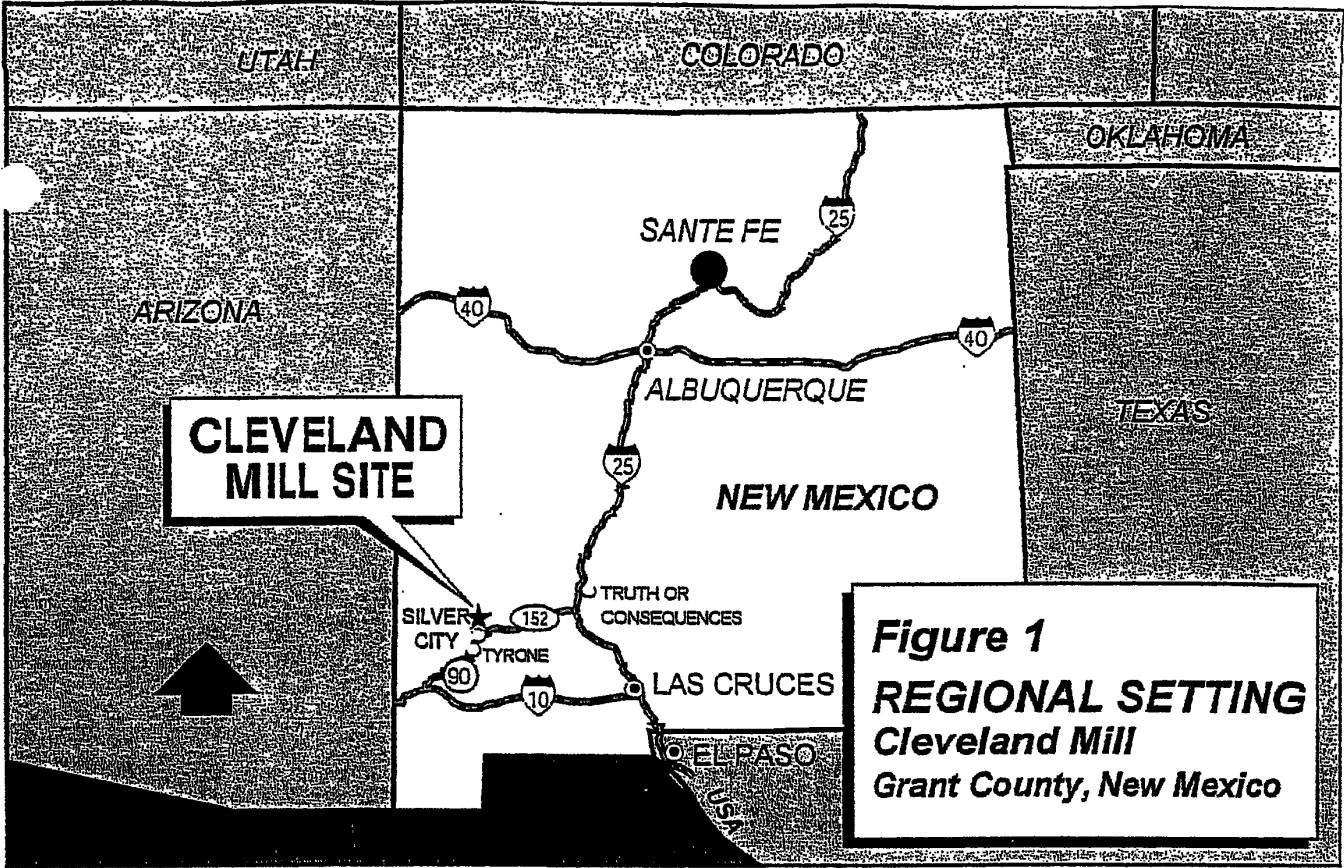 UTAH
COLORADO
OKLAHOMA
25
SANTE FE
ARIZONA
40
40
ALBUQUERQUE
TEXAS
CLEVELAND
MILL SITE
25
NEW MEXICO
TRUTH OR
CONSEQUENCES
SILVER
CITY
152
TYRONE
90
10
LAS CRUCES
EL PASO
USA
Figure 1
REGIONAL SETTING
Cleveland Mill
Grant County, New Mexico